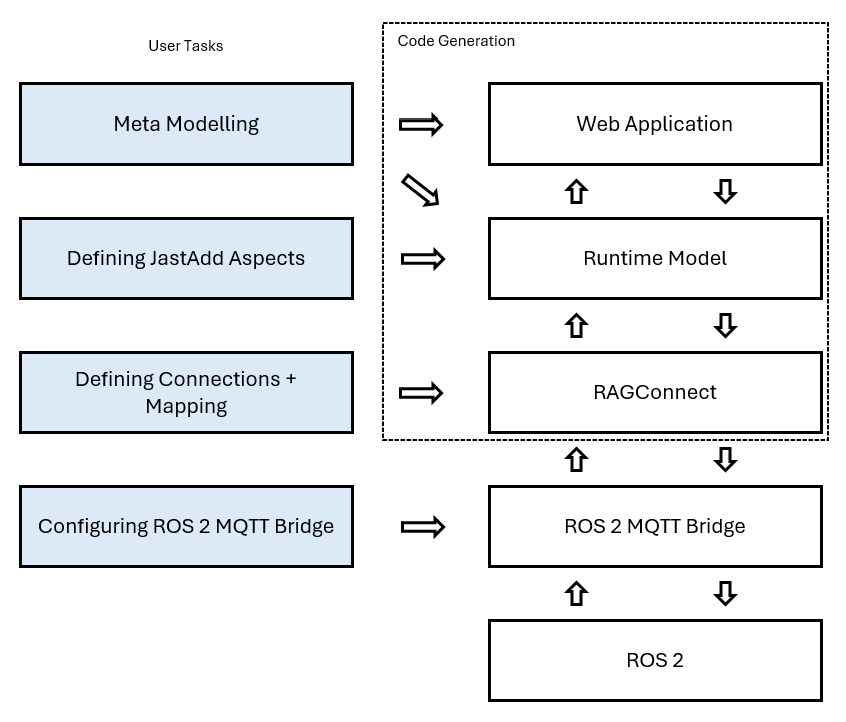 User Tasks
Code Generation
Meta Modelling
Web Application
Defining JastAdd Aspects
Runtime Model
Defining Connections +
Mapping
RAGConnect
Configuring ROS 2 MQTT Bridge
ROS 2 MQTT Bridge
ROS 2